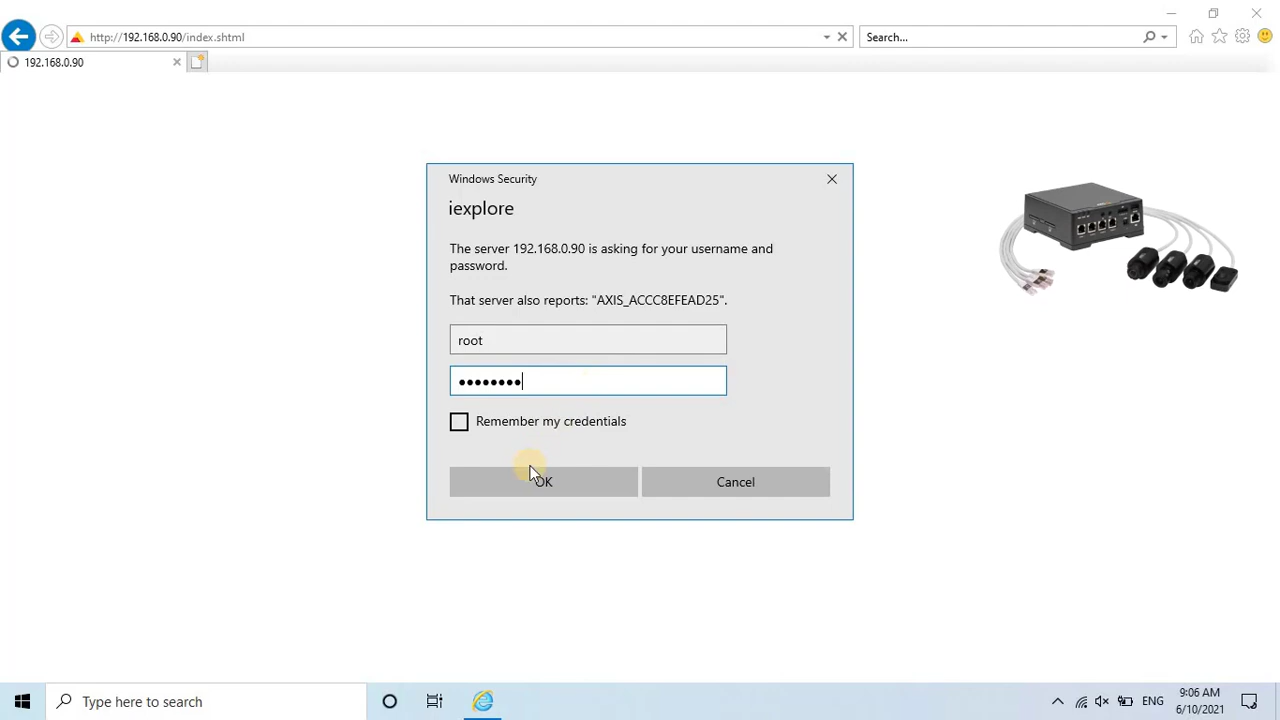 http://192.168.0.90/index.shtml
Search...
192.168.0.90
Windows Security
iexplore
The server 192.168.0.90 is asking for your username and
password.
That server also reports: "AXIS_ACCC8EFEAD25".
root
••••••••
Remember my credentials
OK
Cancel
Type here to search
ENG
9:06 AM
6/10/2021